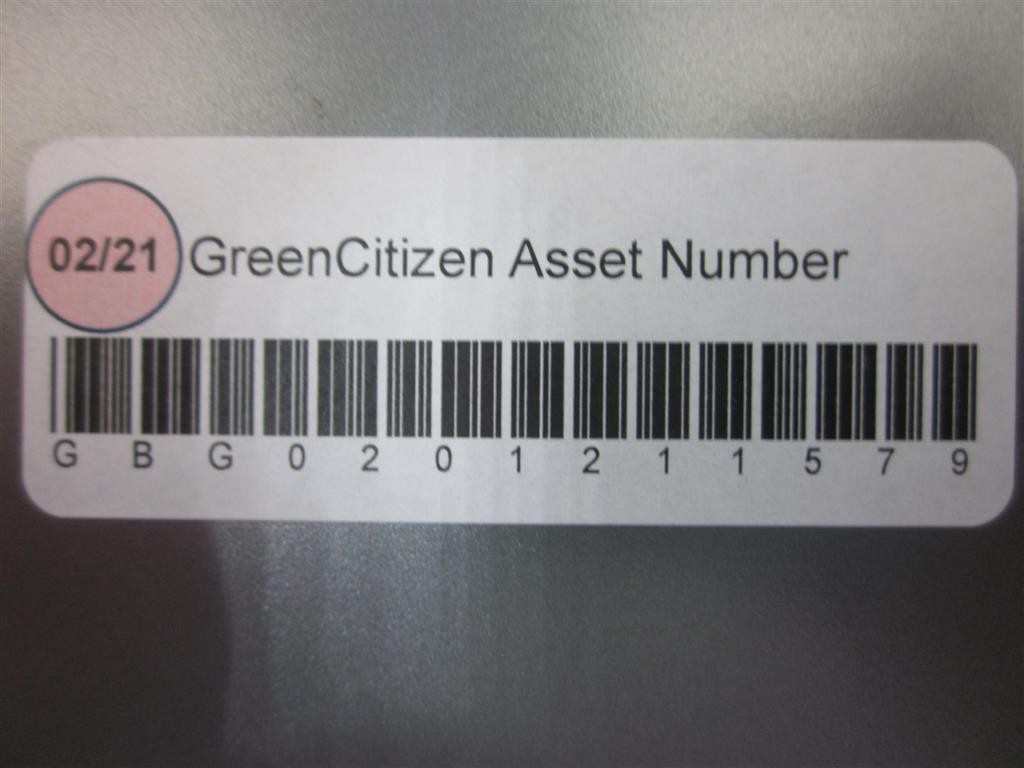 02/21 GreenCitizen Asset Number
G B G 0 2 0 1 2 1 1 5 7 9